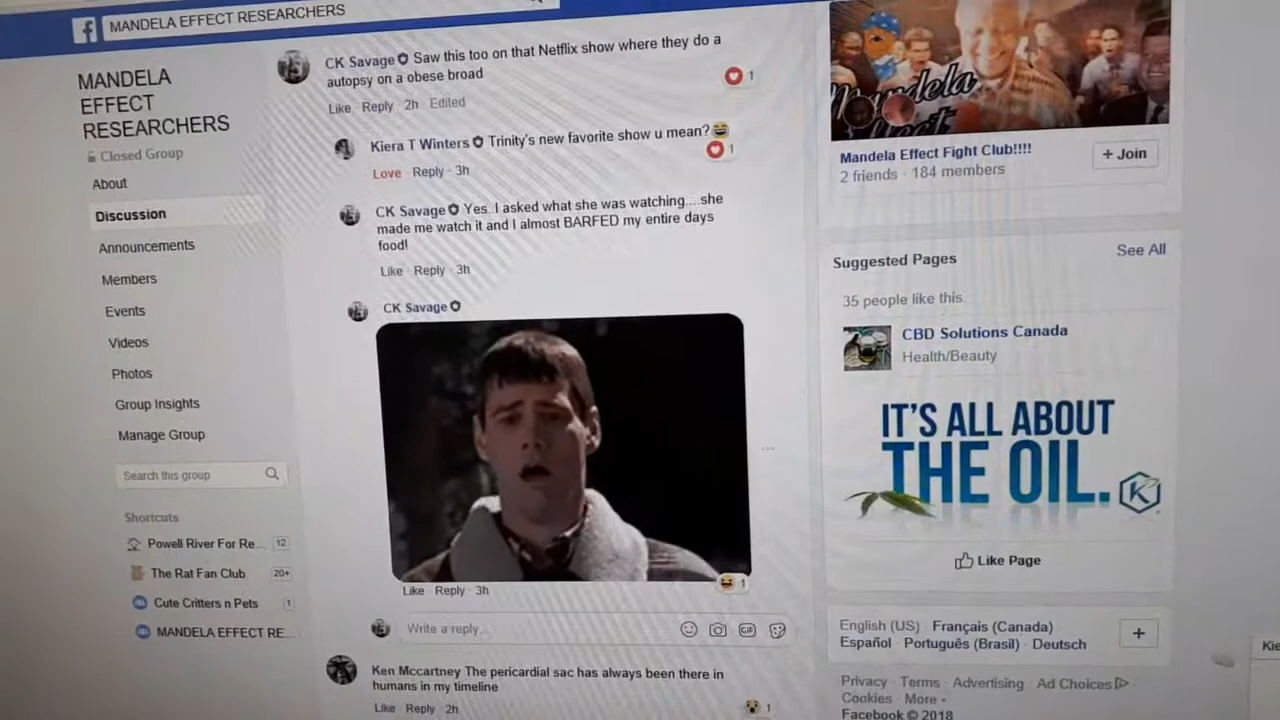 MANDELA EFFECT RESEARCHERS
MANDELA
EFFECT
RESEARCHERS
Closed Group
About
Discussion
Announcements
Members
Events
Videos
Photos
Group Insights
Manage Group
Search this group
Shortcuts
Powell River For Re... 12
The Rat Fan Club 20+
Cute Critters n Pets 1
MANDELA EFFECT RE...
CK Savage Saw this too on that Netflix show where they do a
autopsy on a obese broad
1
Like · Reply · 2h · Edited
Kiera T Winters Trinity's new favorite show u mean?
1
Love · Reply · 3h
CK Savage Yes..I asked what she was watching....she
made me watch it and I almost BARFED my entire days
food!
Like · Reply · 3h
CK Savage
1
Like · Reply · 3h
Write a reply...
GIF
Ken Mccartney The pericardial sac has always been there in
humans in my timeline
Like · Reply · 2h
1
Mandela
Effect
Mandela Effect Fight Club!!!!
2 friends · 184 members
+ Join
Suggested Pages
See All
35 people like this.
CBD Solutions Canada
Health/Beauty
IT'S ALL ABOUT
THE OIL.
K
Like Page
English (US) · Français (Canada) ·
Español · Português (Brasil) · Deutsch
+
Privacy · Terms · Advertising · Ad Choices ·
Cookies · More
Facebook © 2018
Kie